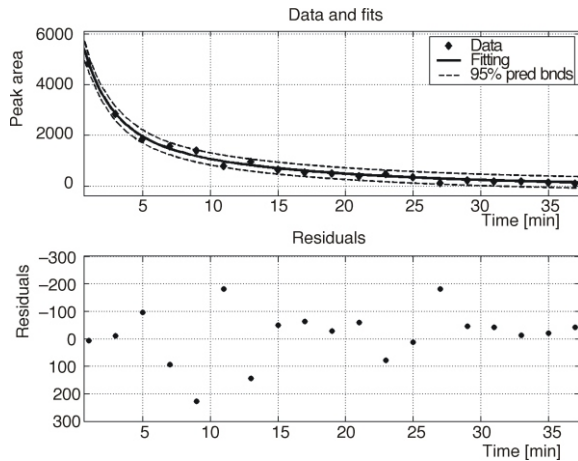 Data and fits
6000
4000
2000
0
Peak area
Data
Fitting
95% pred bnds
5 10 15 20 25 30 35
Time [min]
Residuals
−300
−200
−100
0
100
200
300
Residuals
5 10 15 20 25 30 35
Time [min]